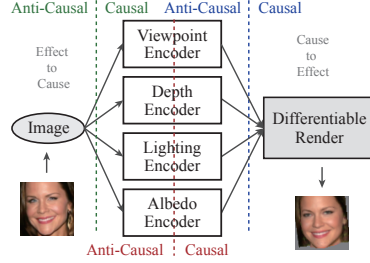 Anti-Causal Causal Anti-Causal Causal
Effect
to
Cause
Viewpoint
Encoder
Cause
to
Effect
Depth
Encoder
Image
Differentiable
Render
Lighting
Encoder
Albedo
Encoder
Anti-Causal Causal